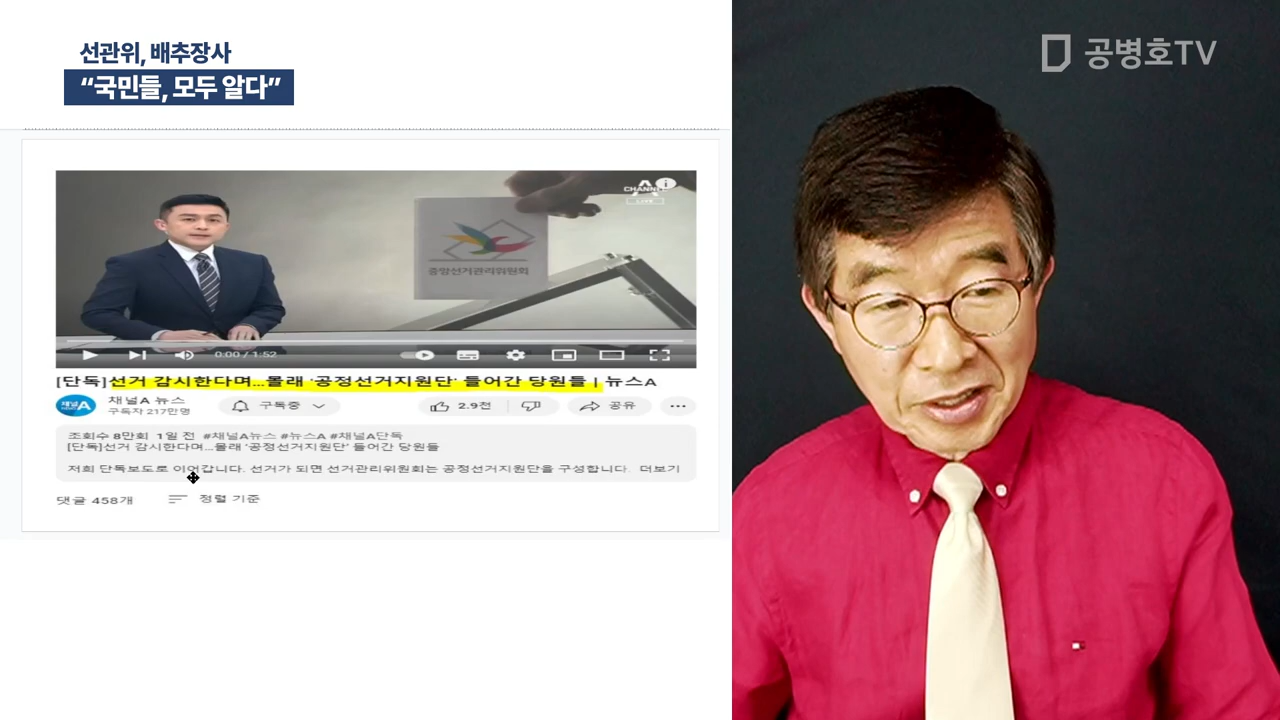 선관위, 배추장사
“국민들, 모두 알다”
공병호TV
CHANNEL A
LIVE
중앙선거관리위원회
0:00 / 1:52
[단독]선거 감시한다며...몰래 ‘공정선거지원단’ 들어간 당원들 | 뉴스A
채널A 뉴스
구독자 217만명
구독중
2.9천
공유
조회수 8만회 1일 전 #채널A뉴스 #뉴스A #채널A단독
[단독]선거 감시한다며...몰래 ‘공정선거지원단’ 들어간 당원들
저희 단독보도로 이어갑니다. 선거가 되면 선거관리위원회는 공정선거지원단을 구성합니다. 더보기
댓글 458개
정렬 기준